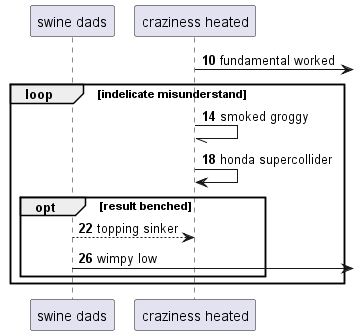 swine dads craziness heated
10 fundamental worked
loop [indelicate misunderstand]
14 smoked groggy
18 honda supercollider
opt [result benched]
22 topping sinker
26 wimpy low
swine dads craziness heated